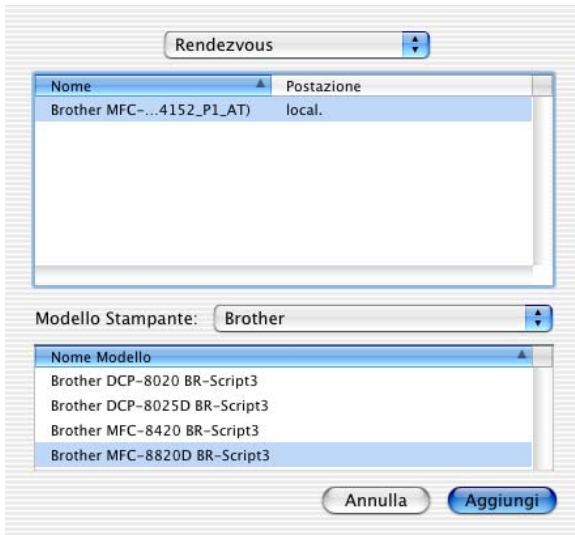 Rendezvous
Nome Postazione
Brother MFC-...4152_P1_AT) local.
Modello Stampante: Brother
Nome Modello
Brother DCP-8020 BR-Script3
Brother DCP-8025D BR-Script3
Brother MFC-8420 BR-Script3
Brother MFC-8820D BR-Script3
Annulla Aggiungi